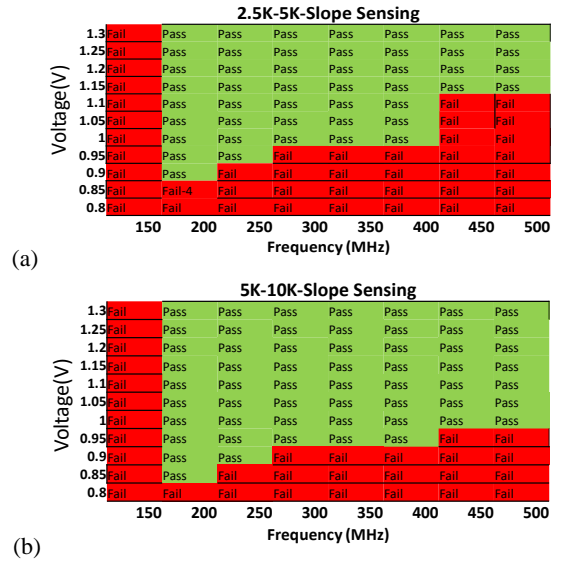 2.5K-5K-Slope Sensing
Voltage(V)
1.3 Fail Pass Pass Pass Pass Pass Pass Pass
1.25 Fail Pass Pass Pass Pass Pass Pass Pass
1.2 Fail Pass Pass Pass Pass Pass Pass Pass
1.15 Fail Pass Pass Pass Pass Pass Pass Pass
1.1 Fail Pass Pass Pass Pass Pass Fail Fail
1.05 Fail Pass Pass Pass Pass Pass Fail Fail
1 Fail Pass Pass Pass Pass Pass Fail Fail
0.95 Fail Pass Pass Fail Fail Fail Fail Fail
0.9 Fail Pass Fail Fail Fail Fail Fail Fail
0.85 Fail Fail-4 Fail Fail Fail Fail Fail Fail
0.8 Fail Fail Fail Fail Fail Fail Fail Fail
150 200 250 300 350 400 450 500
Frequency (MHz)
(a)
5K-10K-Slope Sensing
Voltage(V)
1.3 Fail Pass Pass Pass Pass Pass Pass Pass
1.25 Fail Pass Pass Pass Pass Pass Pass Pass
1.2 Fail Pass Pass Pass Pass Pass Pass Pass
1.15 Fail Pass Pass Pass Pass Pass Pass Pass
1.1 Fail Pass Pass Pass Pass Pass Pass Pass
1.05 Fail Pass Pass Pass Pass Pass Pass Pass
1 Fail Pass Pass Pass Pass Pass Pass Pass
0.95 Fail Pass Pass Pass Pass Pass Fail Fail
0.9 Fail Pass Pass Fail Fail Fail Fail Fail
0.85 Fail Pass Fail Fail Fail Fail Fail Fail
0.8 Fail Fail Fail Fail Fail Fail Fail Fail
150 200 250 300 350 400 450 500
Frequency (MHz)
(b)